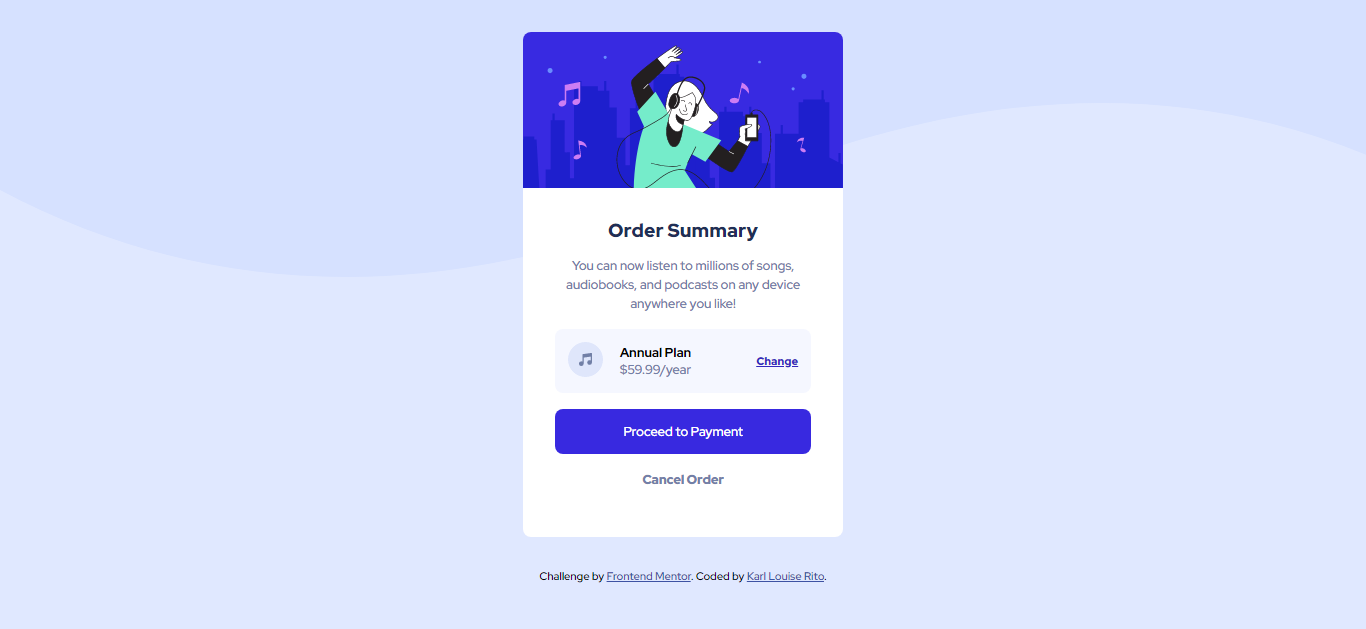 Order Summary
You can now listen to millions of songs,
audiobooks, and podcasts on any device
anywhere you like!
Annual Plan
$59.99/year
Change
Proceed to Payment
Cancel Order
Challenge by Frontend Mentor. Coded by Karl Louise Rito.